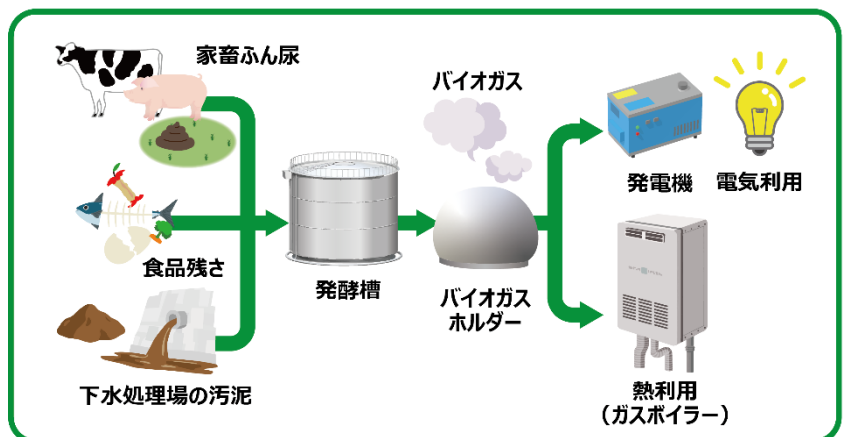 家畜ふん尿
バイオガス
発電機
電気利用
食品残さ
発酵槽
バイオガス
ホルダー
下水処理場の汚泥
熱利用
（ガスボイラー）